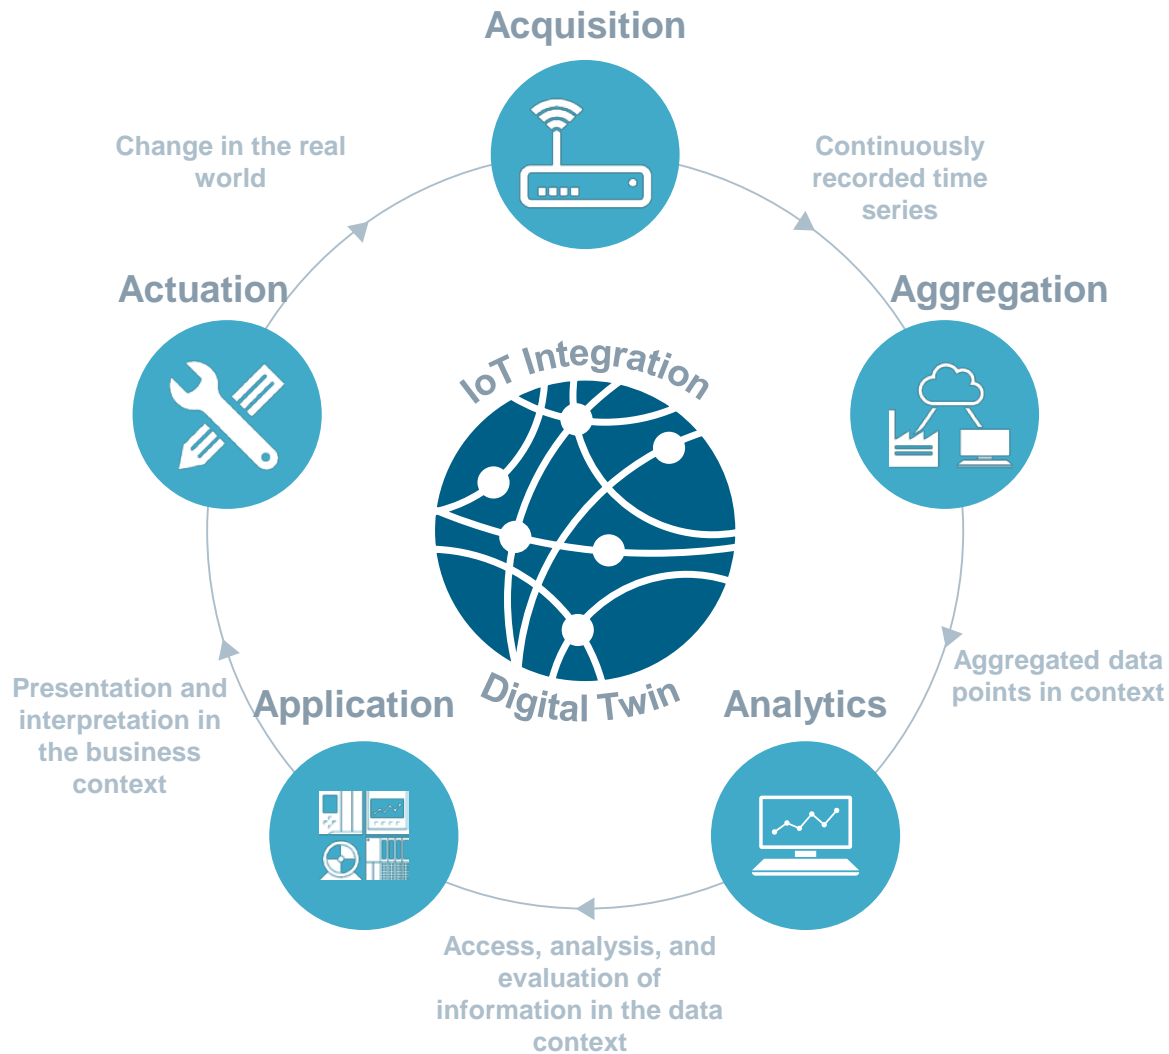 Acquisition
Change in the real
world
Continuously
recorded time
series
Actuation
Aggregation
IoT Integration
Digital Twin
Presentation and
interpretation in
the business
context
Application
Analytics
Aggregated data
points in context
Access, analysis, and
evaluation of
information in the data
context